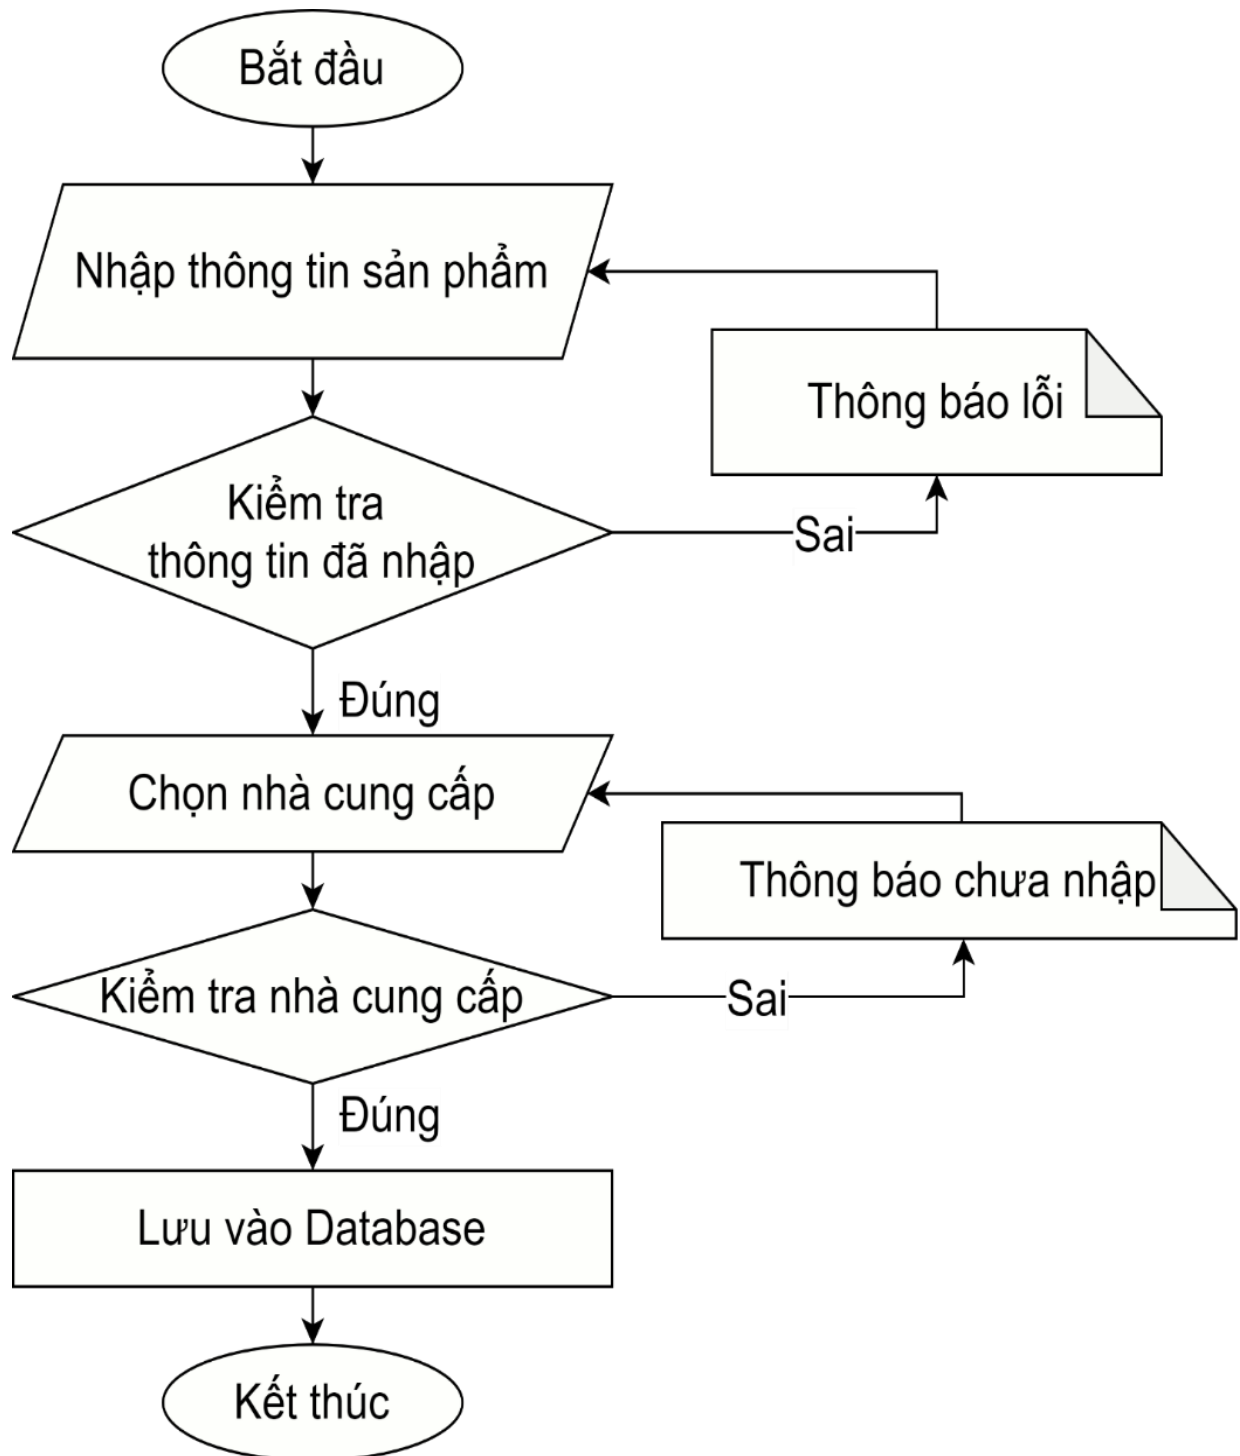 Bắt đầu
Nhập thông tin sản phẩm
Thông báo lỗi
Kiểm tra
thông tin đã nhập
Sai
Đúng
Chọn nhà cung cấp
Thông báo chưa nhập
Kiểm tra nhà cung cấp
Sai
Đúng
Lưu vào Database
Kết thúc